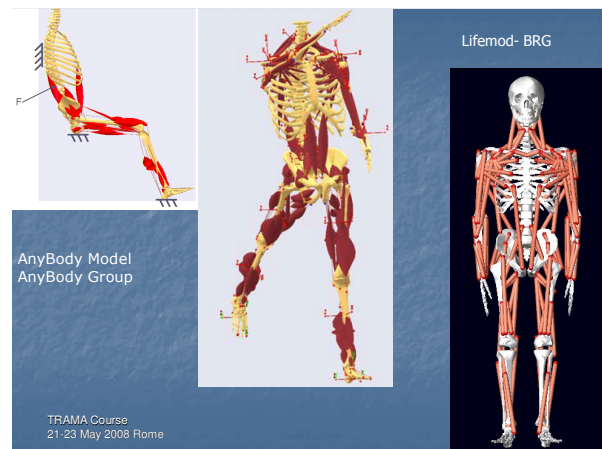 Lifemod- BRG
F
AnyBody Model
AnyBody Group
TRAMA Course
21-23 May 2008 Rome